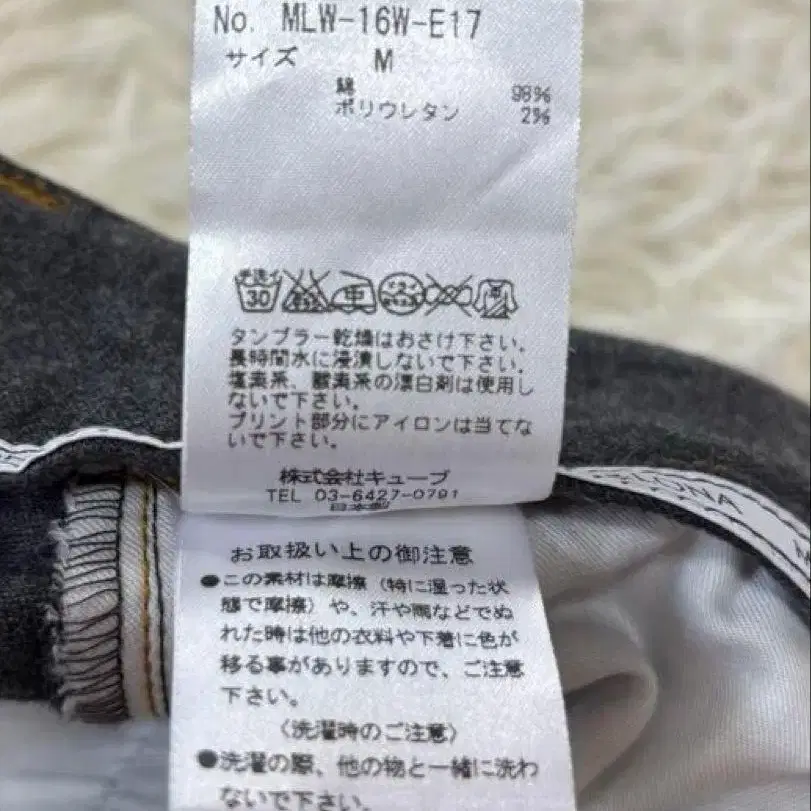 No. MLW-16W-E17
サイズ M
綿 98%
ポリウレタン 2%
手洗イ
30
中
タンブラー乾燥はおさけ下さい。
長時間水に浸漬しないで下さい。
塩素系、酸素系の漂白剤は使用し
ないで下さい。
プリント部分にアイロンは当てな
いで下さい。
株式会社キューブ
TEL 03-6427-0791
日本製
お取扱い上の御注意
●この素材は摩擦（特に湿った状
態で摩擦）や、汗や雨などでぬ
れた時は他の衣料や下着に色が
移る事がありますので、ご注意
下さい。
〈洗濯時のご注意〉
●洗濯の際、他の物と一緒に洗わ
ないで下さい。